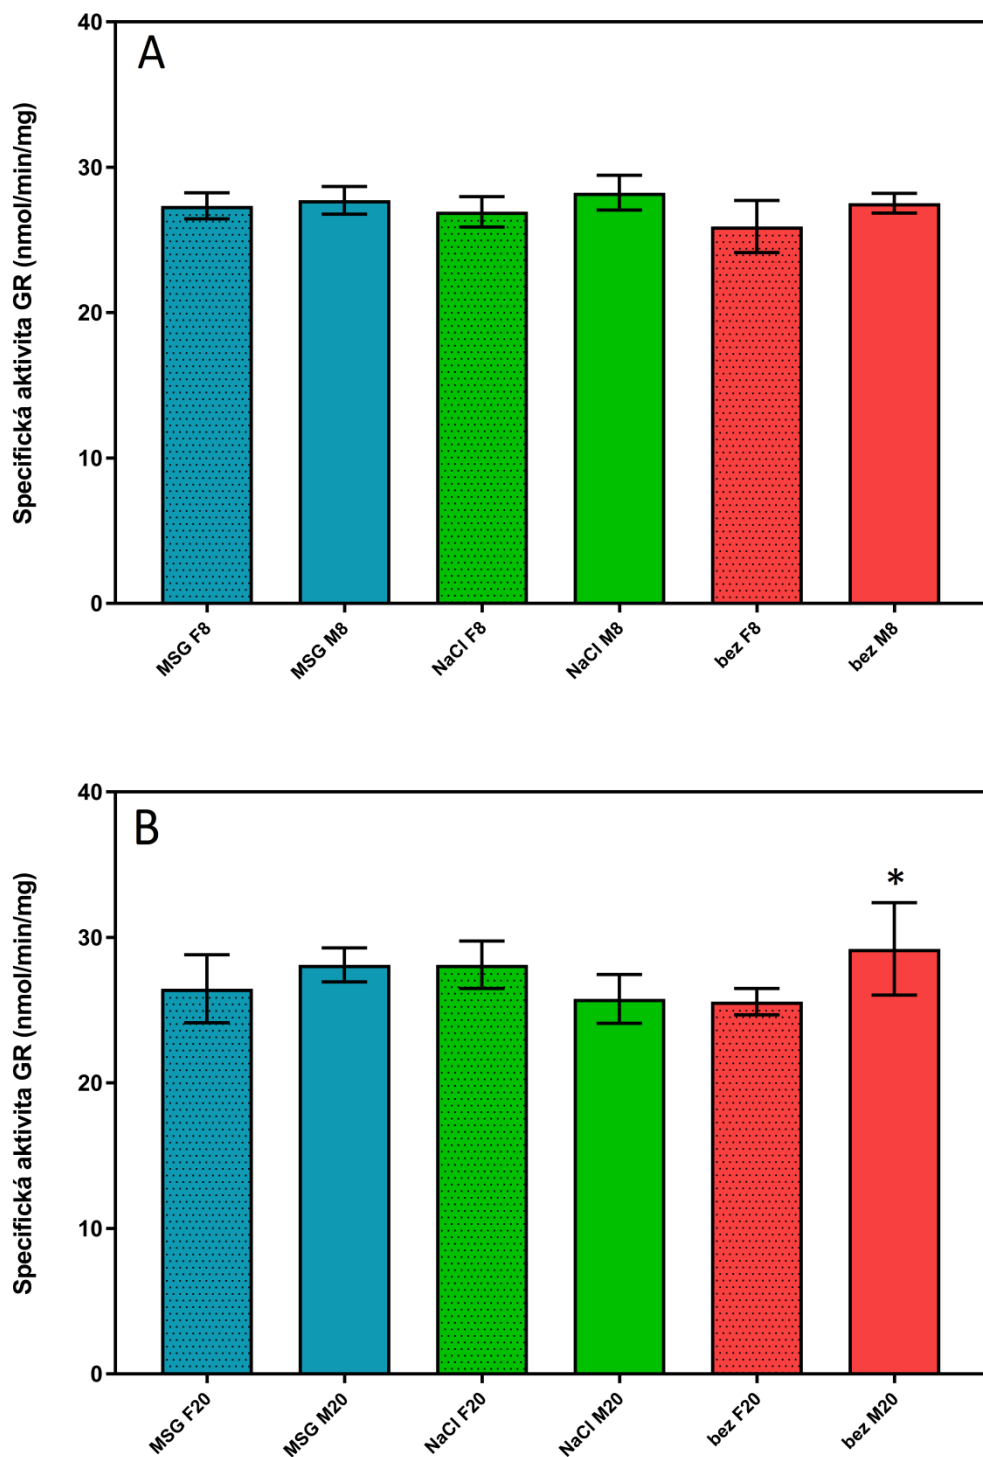 A
Specifická aktivita GR (nmol/min/mg)
40
30
20
10
0
MSG F8
MSG M8
NaCl F8
NaCl M8
bez F8
bez M8
B
Specifická aktivita GR (nmol/min/mg)
40
30
20
10
0
*
MSG F20
MSG M20
NaCl F20
NaCl M20
bez F20
bez M20